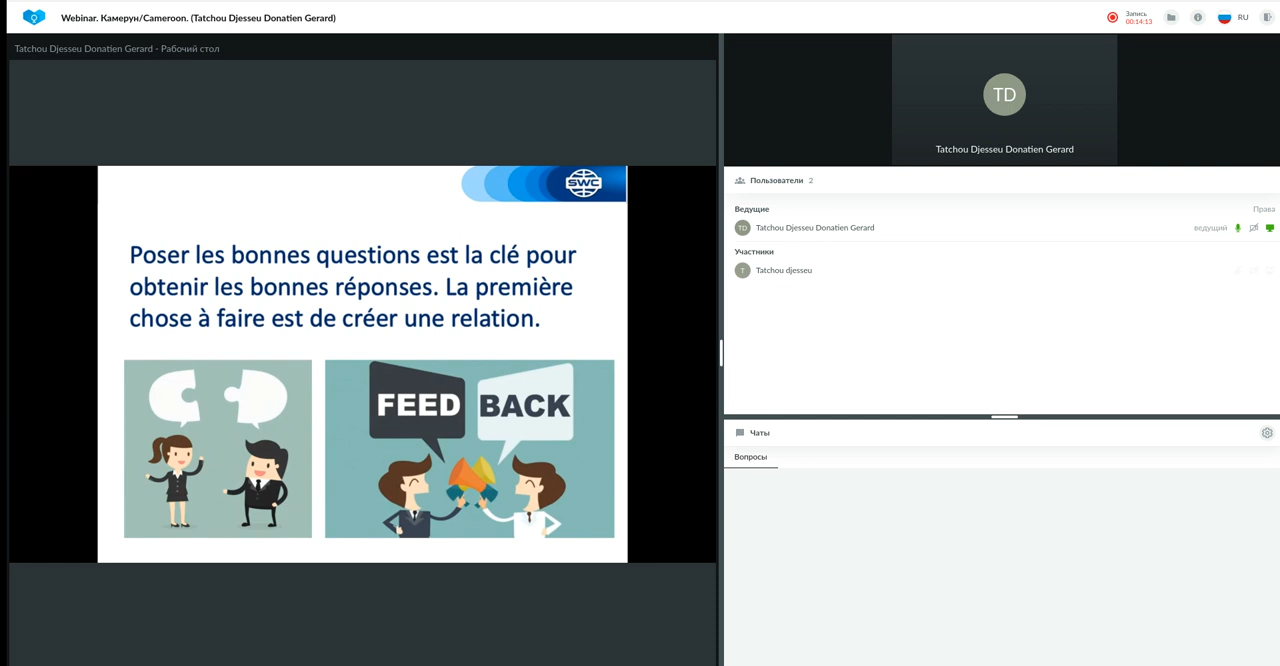 Webinar. Камерун/Cameroon. (Tatchou Djesseu Donatien Gerard)
Запись
00:14:13
RU
Tatchou Djesseu Donatien Gerard - Рабочий стол
SWC
Poser les bonnes questions est la clé pour
obtenir les bonnes réponses. La première
chose à faire est de créer une relation.
FEED BACK
TD
Tatchou Djesseu Donatien Gerard
Пользователи 2
Ведущие Права
TD Tatchou Djesseu Donatien Gerard ведущий
Участники
T Tatchou djesseu
Чаты
Вопросы